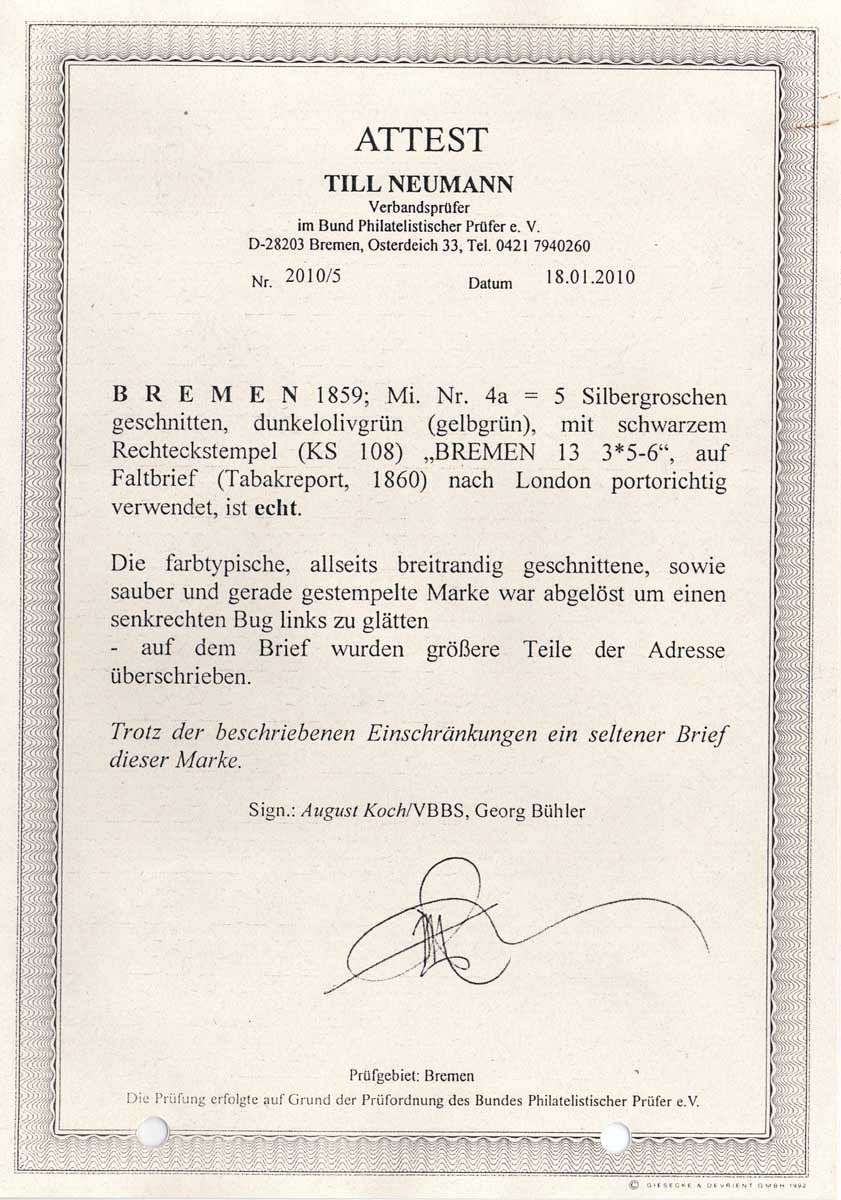 ATTEST
TILL NEUMANN
Verbandsprüfer
im Bund Philatelistischer Prüfer e. V.
D-28203 Bremen, Osterdeich 33, Tel. 0421 7940260
Nr. 2010/5 Datum 18.01.2010
B R E M E N 1859; Mi. Nr. 4a = 5 Silbergroschen
geschnitten, dunkelolivgrün (gelbgrün), mit schwarzem
Rechteckstempel (KS 108) „BREMEN 13 3*5-6“, auf
Faltbrief (Tabakreport, 1860) nach London portorichtig
verwendet, ist echt.
Die farbtypische, allseits breitrandig geschnittene, sowie
sauber und gerade gestempelte Marke war abgelöst um einen
senkrechten Bug links zu glätten
- auf dem Brief wurden größere Teile der Adresse
überschrieben.
Trotz der beschriebenen Einschränkungen ein seltener Brief
dieser Marke.
Sign.: August Koch/VBBS, Georg Bühler
Prüfgebiet: Bremen
Die Prüfung erfolgte auf Grund der Prüfordnung des Bundes Philatelistischer Prüfer e.V.
© GIESECKE & DEVRIENT GMBH 1992